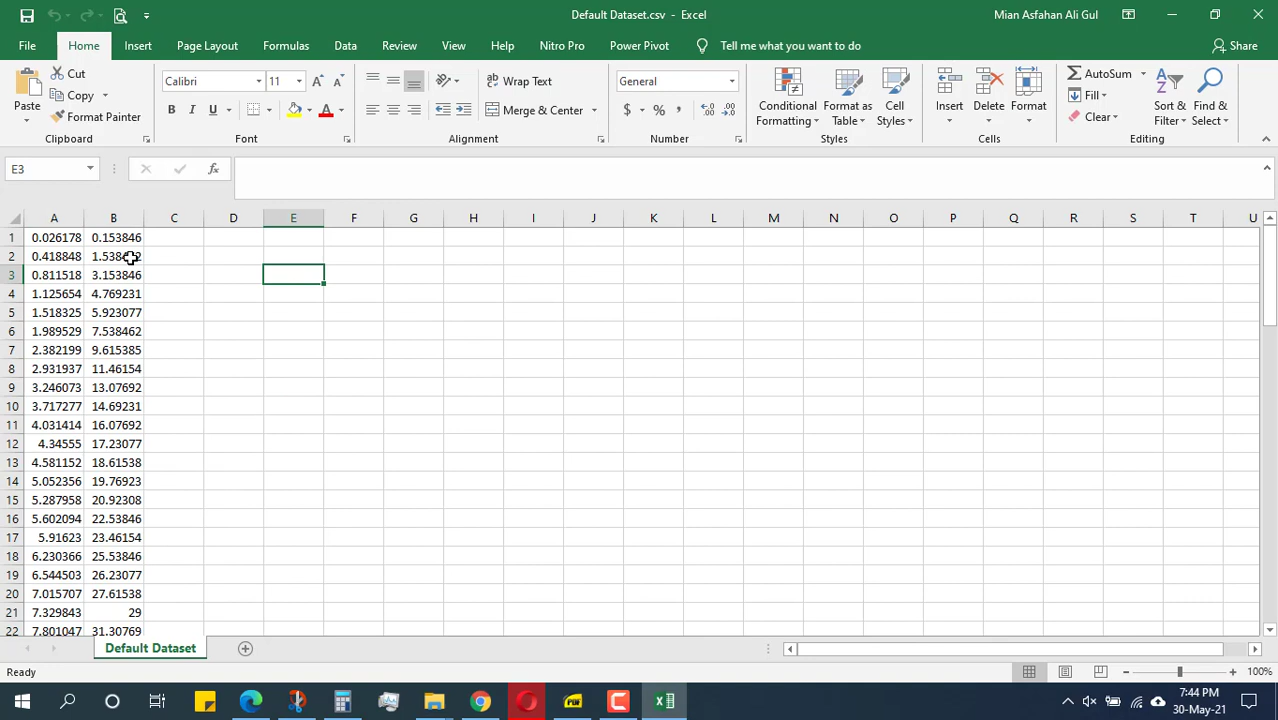 Default Dataset.csv - Excel
Mian Asfahan Ali Gul
File Home Insert Page Layout Formulas Data Review View Help Nitro Pro Power Pivot Tell me what you want to do Share
Paste
Cut
Copy
Format Painter
Clipboard
Calibri 11
B I U
Font
Wrap Text
Merge & Center
Alignment
General
$ % ,
Number
Conditional Formatting
Format as Table
Cell Styles
Styles
Insert Delete Format
Cells
AutoSum
Fill
Clear
Sort & Filter
Find & Select
Editing
E3 fx
A B C D E F G H I J K L M N O P Q R S T U
1 0.026178 0.153846
2 0.418848
3 0.811518 3.153846
4 1.125654 4.769231
5 1.518325 5.923077
6 1.989529 7.538462
7 2.382199 9.615385
8 2.931937 11.46154
9 3.246073 13.07692
10 3.717277 14.69231
11 4.031414 16.07692
12 4.34555 17.23077
13 4.581152 18.61538
14 5.052356 19.76923
15 5.287958 20.92308
16 5.602094 22.53846
17 5.91623 23.46154
18 6.230366 25.53846
19 6.544503 26.23077
20 7.015707 27.61538
21 7.329843 29
22 7.801047 31.30769
Default Dataset
Ready 100%
7:44 PM
30-May-21